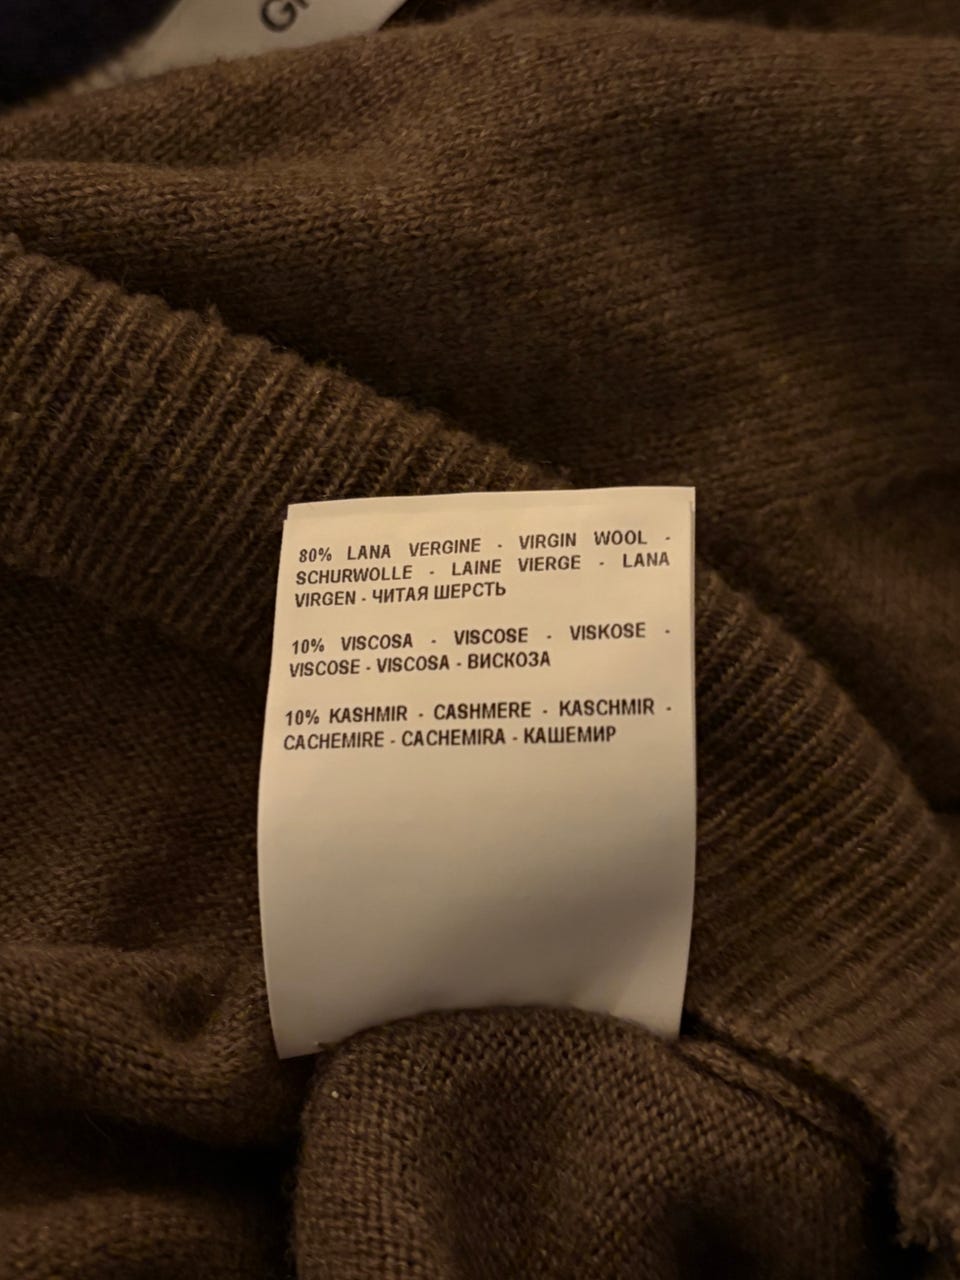 80% LANA VERGINE - VIRGIN WOOL -
SCHURWOLLE - LAINE VIERGE - LANA
VIRGEN - ЧИТАЯ ШЕРСТЬ
10% VISCOSA - VISCOSE - VISKOSE -
VISCOSE - VISCOSA - ВИСКОЗА
10% KASHMIR - CASHMERE - KASCHMIR -
CACHEMIRE - CACHEMIRA - КАШЕМИР